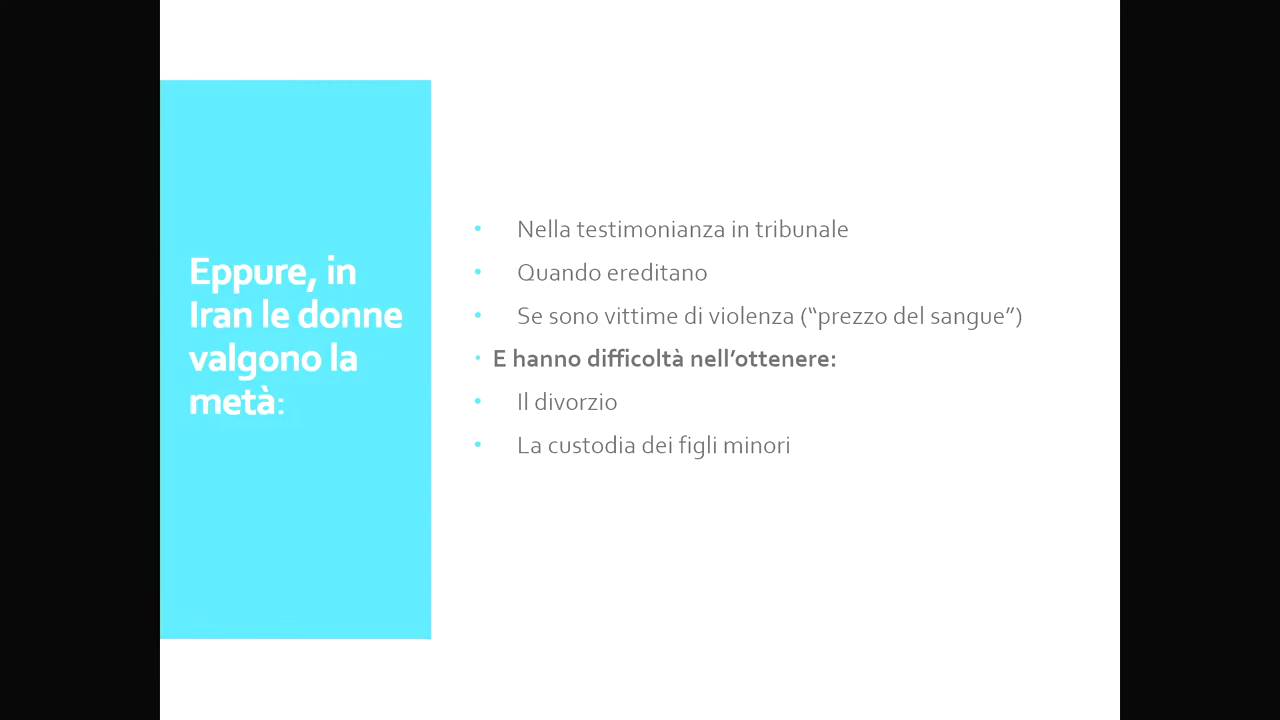 Eppure, in
Iran le donne
valgono la
metà:
• Nella testimonianza in tribunale
• Quando ereditano
• Se sono vittime di violenza (“prezzo del sangue”)
• E hanno difficoltà nell’ottenere:
• Il divorzio
• La custodia dei figli minori